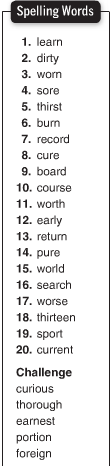 Spelling Words
1. learn
2. dirty
3. worn
4. sore
5. thirst
6. burn
7. record
8. cure
9. board
10. course
11. worth
12. early
13. return
14. pure
15. world
16. search
17. worse
18. thirteen
19. sport
20. current
Challenge
curious
thorough
earnest
portion
foreign